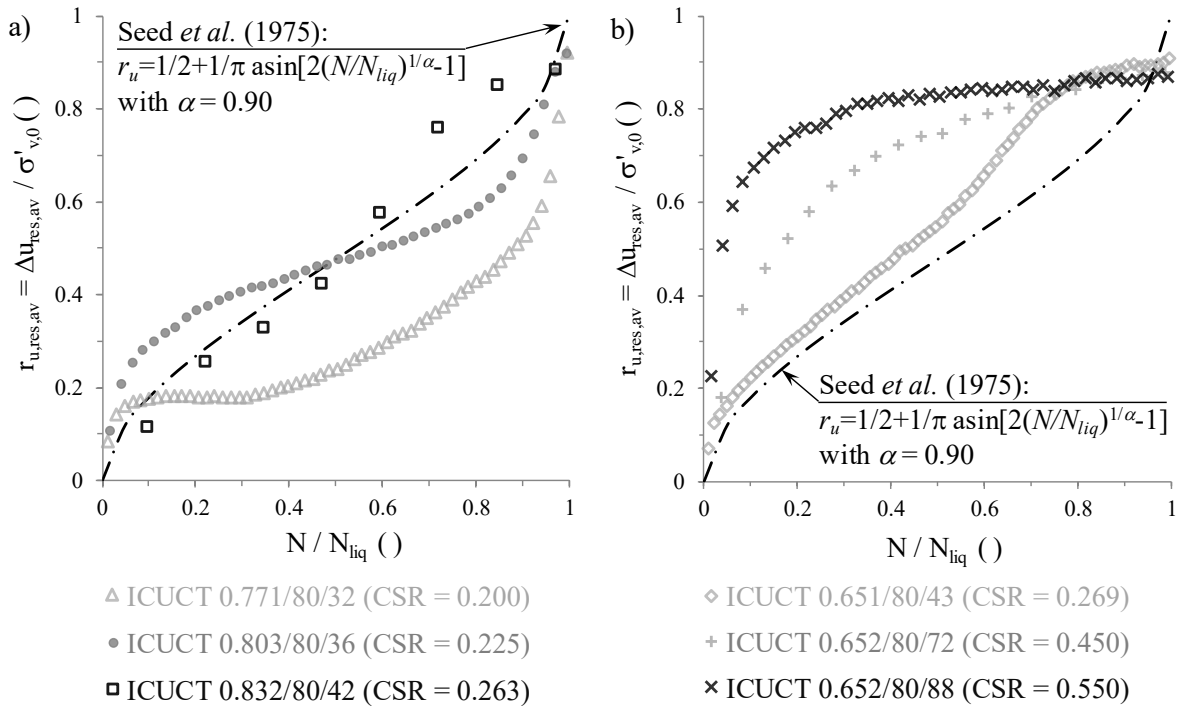 a)
Seed et al. (1975):
r_u=1/2+1/π asin[2(N/N_liq)^{1/α}-1]
with α = 0.90
r_{u,res,av} = Δu_{res,av} / σ'_{v,0} ( )
1
0.8
0.6
0.4
0.2
0
0 0.2 0.4 0.6 0.8 1
N / N_liq ( )
ICUCT 0.771/80/32 (CSR = 0.200)
ICUCT 0.803/80/36 (CSR = 0.225)
ICUCT 0.832/80/42 (CSR = 0.263)
b)
r_{u,res,av} = Δu_{res,av} / σ'_{v,0} ( )
1
0.8
0.6
0.4
0.2
0
Seed et al. (1975):
r_u=1/2+1/π asin[2(N/N_liq)^{1/α}-1]
with α = 0.90
0 0.2 0.4 0.6 0.8 1
N / N_liq ( )
ICUCT 0.651/80/43 (CSR = 0.269)
ICUCT 0.652/80/72 (CSR = 0.450)
ICUCT 0.652/80/88 (CSR = 0.550)